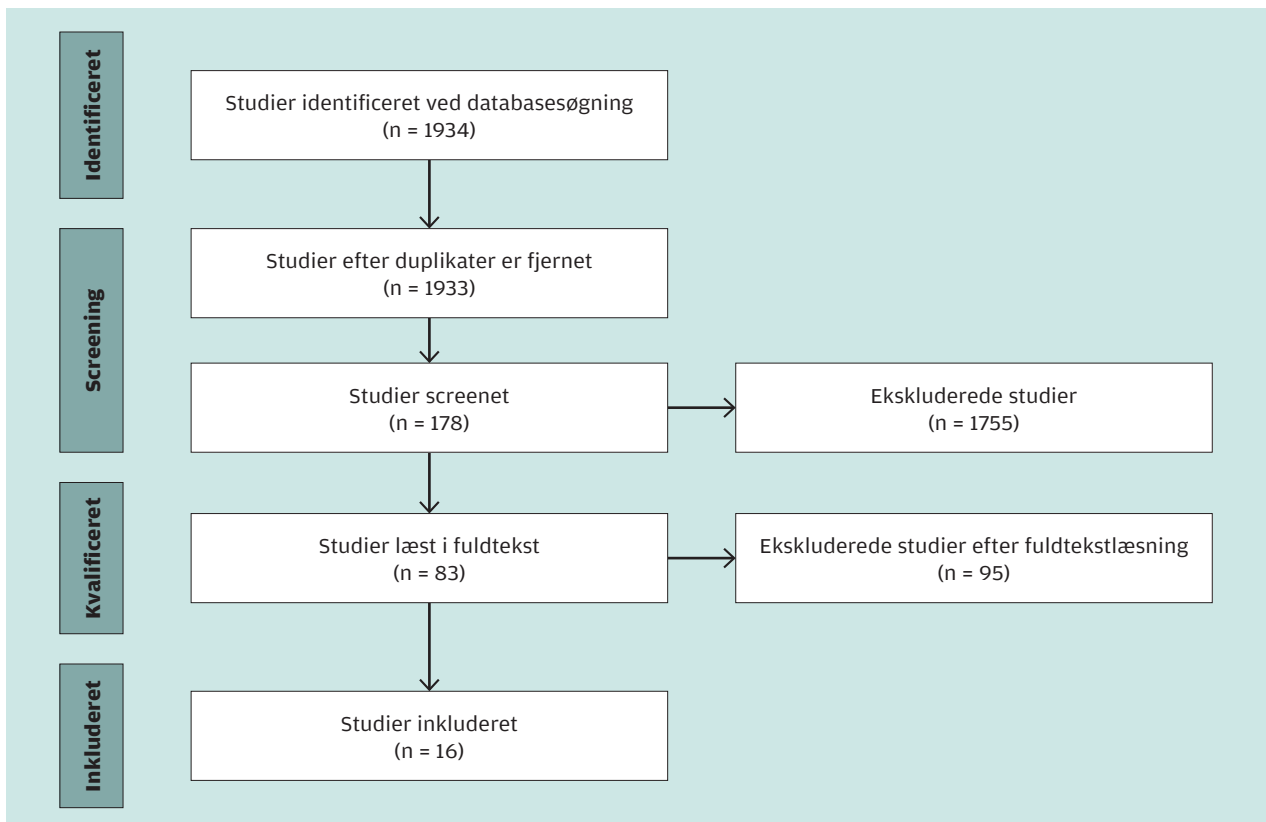 Identificeret
Studier identificeret ved databasesøgning
(n = 1934)
Screening
Studier efter duplikater er fjernet
(n = 1933)
Studier screenet
(n = 178)
Ekskluderede studier
(n = 1755)
Kvalificeret
Studier læst i fuldtekst
(n = 83)
Ekskluderede studier efter fuldtekstlæsning
(n = 95)
Inkluderet
Studier inkluderet
(n = 16)